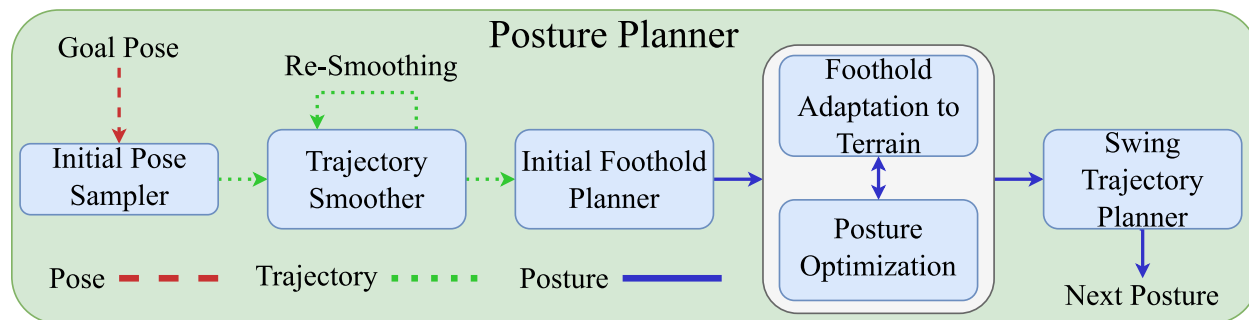 Posture Planner
Goal Pose
Re-Smoothing
Initial Pose
Sampler
Trajectory
Smoother
Initial Foothold
Planner
Foothold
Adaptation to
Terrain
Posture
Optimization
Swing
Trajectory
Planner
Next Posture
Pose
Trajectory
Posture